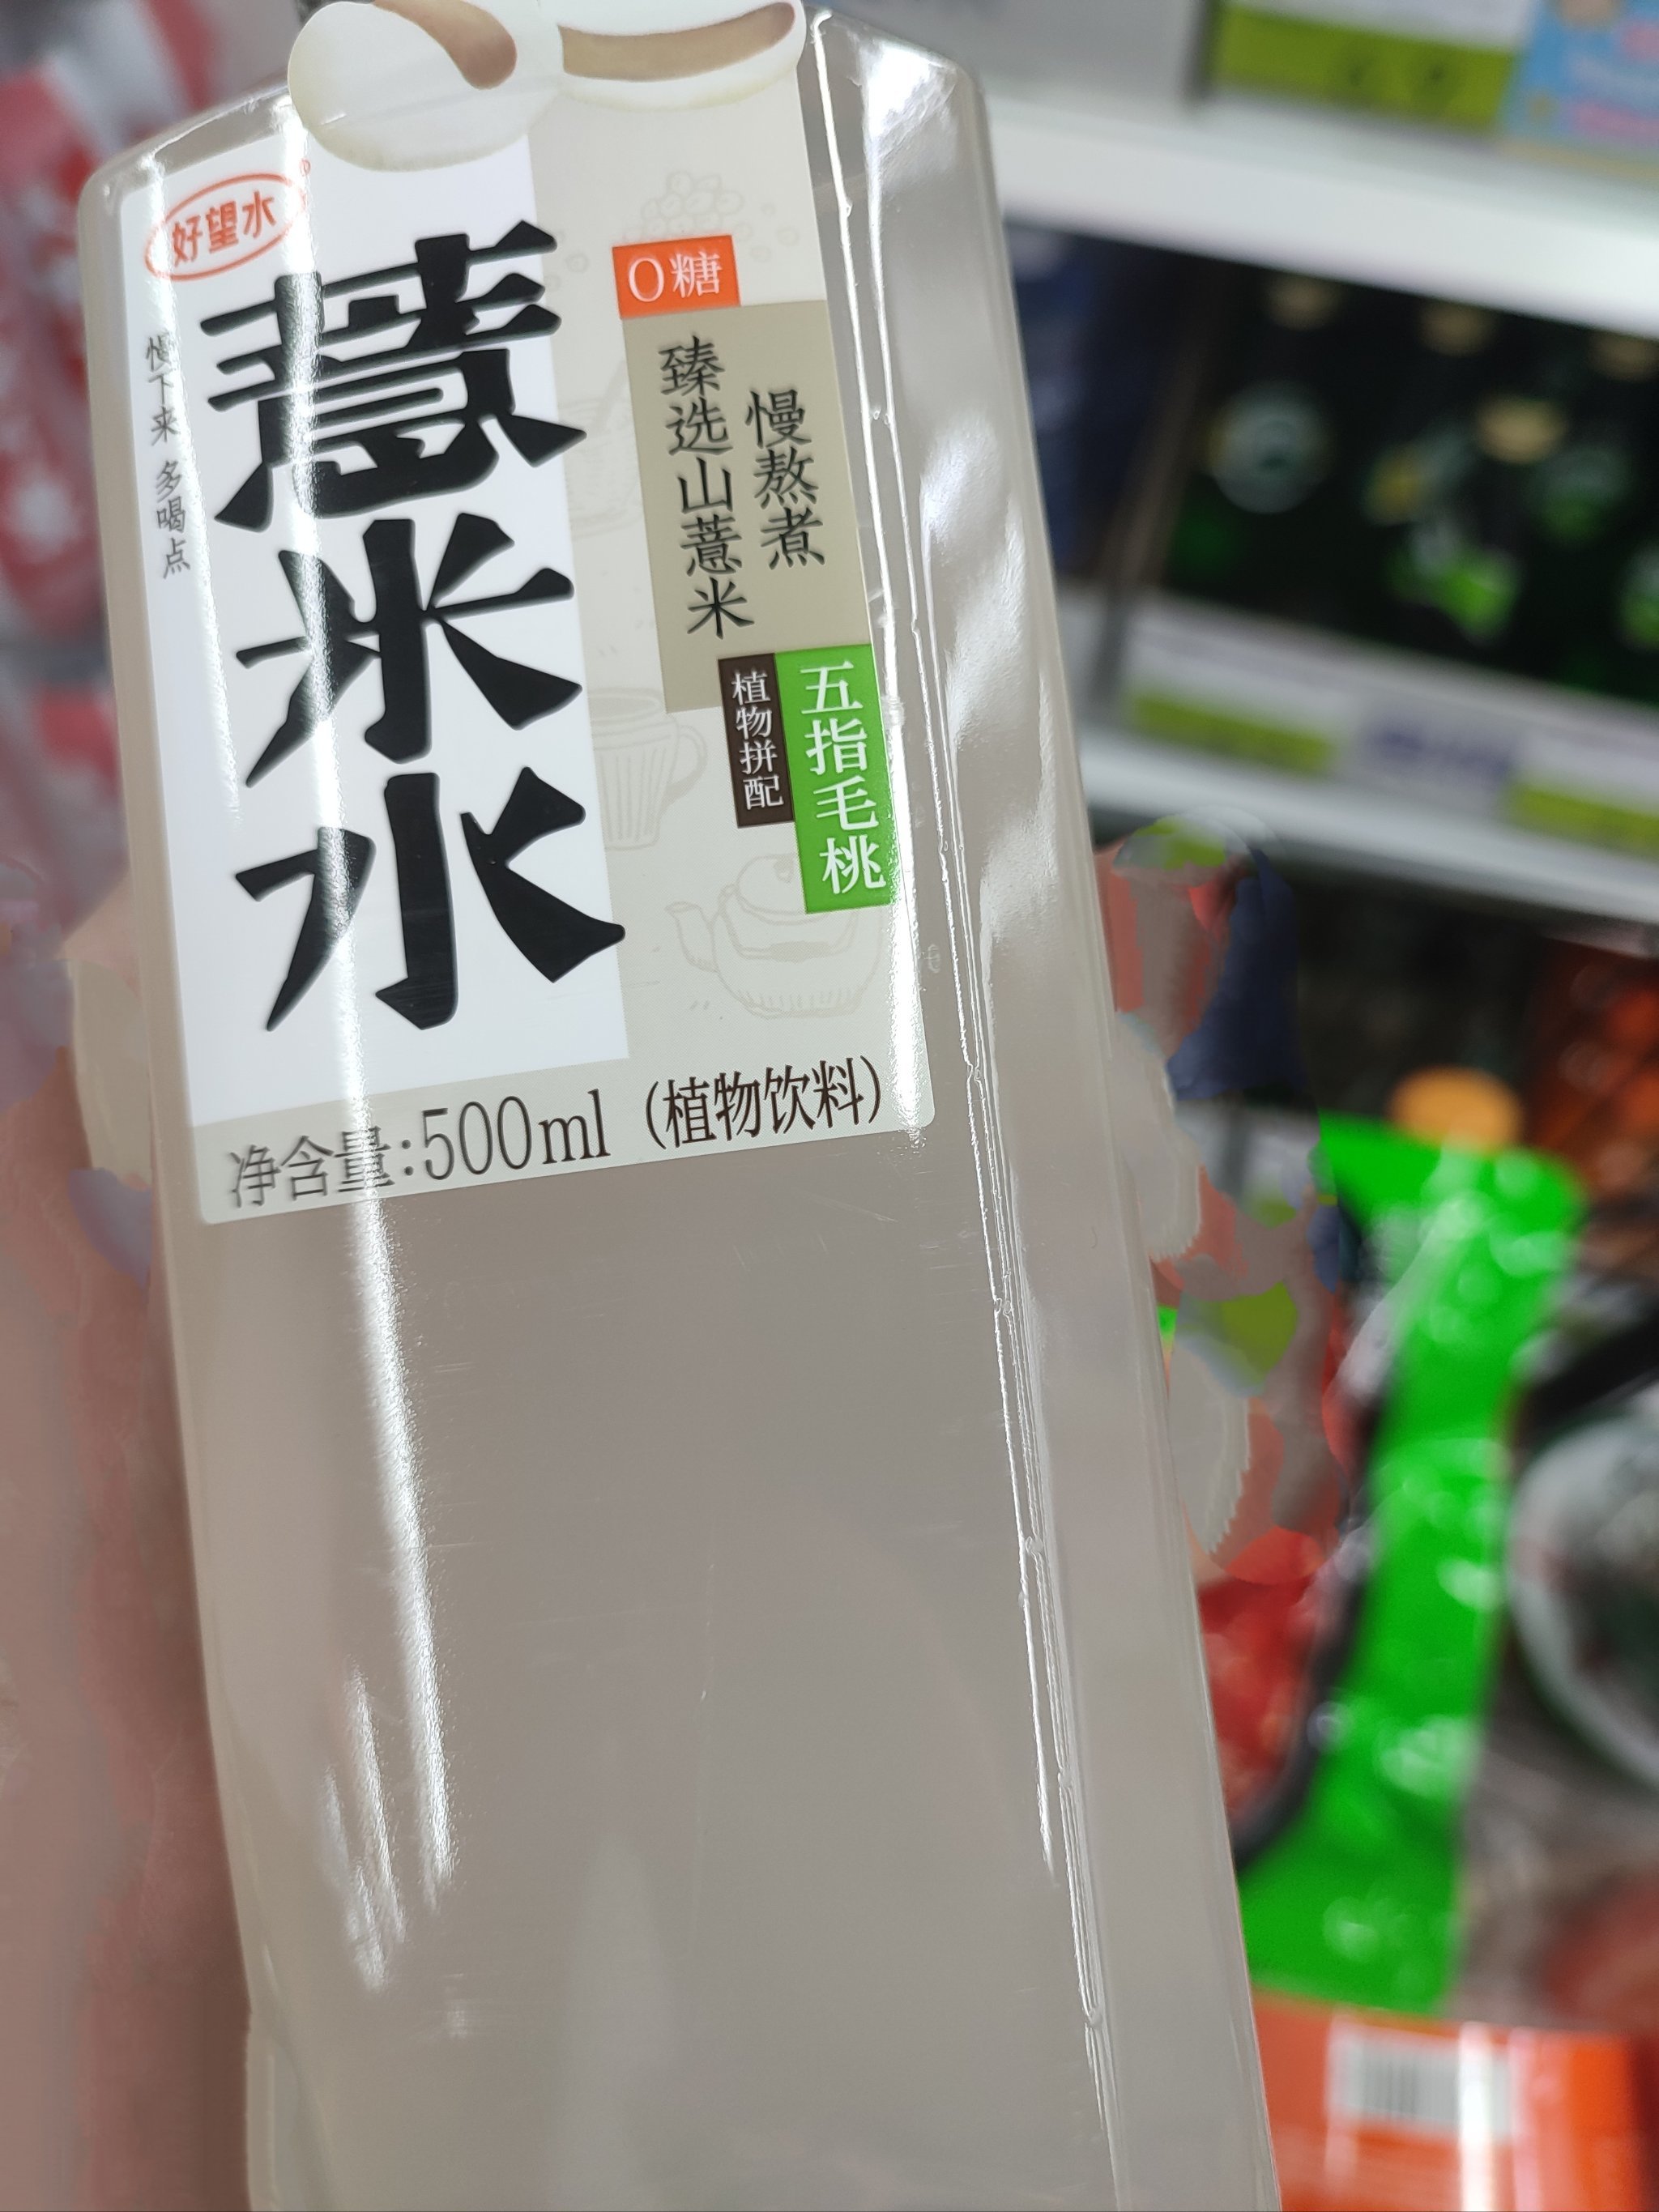 好望水
慢下来 多喝点
薏米水
0糖
慢熬煮
臻选山薏米
五指毛桃
植物拼配
净含量:500ml (植物饮料)